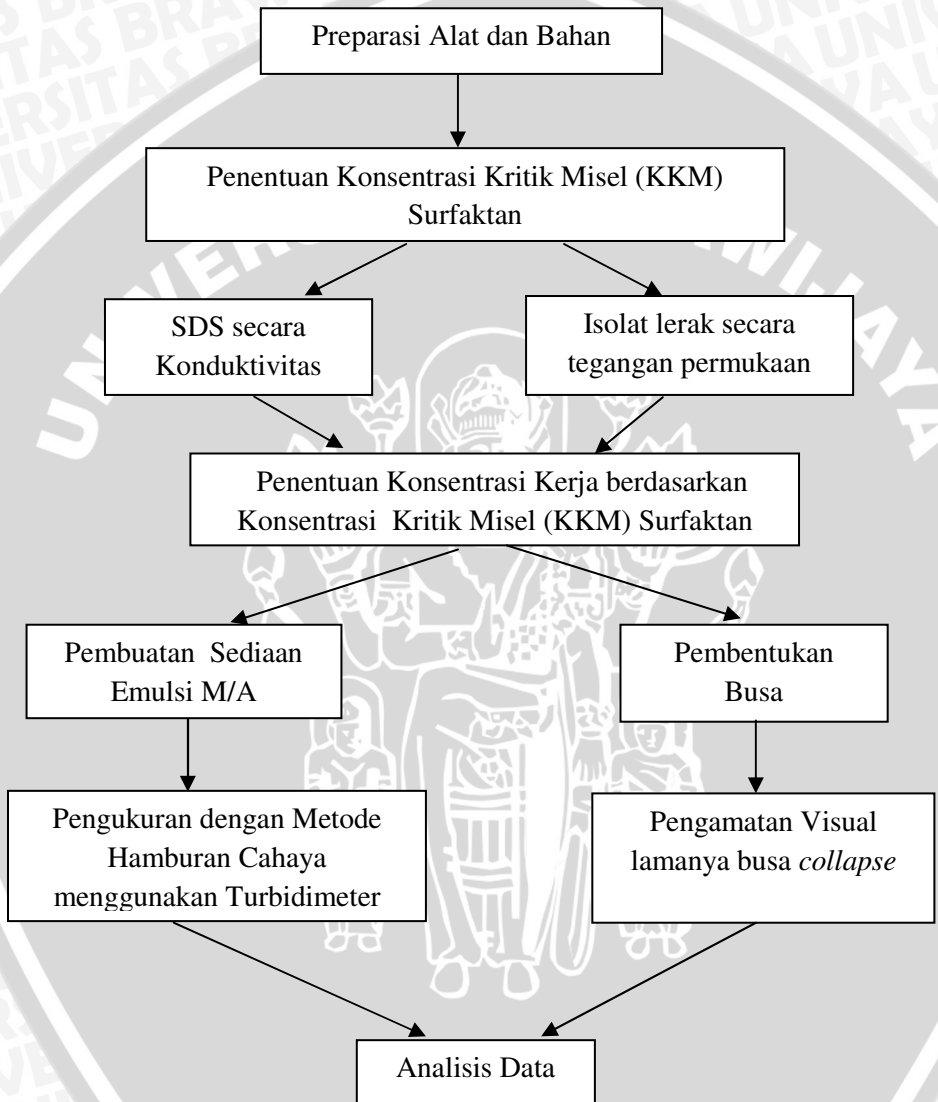 Preparasi Alat dan Bahan
Penentuan Konsentrasi Kritik Misel (KKM)
Surfaktan
SDS secara
Konduktivitas
Isolat lerak secara
tegangan permukaan
Penentuan Konsentrasi Kerja berdasarkan
Konsentrasi Kritik Misel (KKM) Surfaktan
Pembuatan Sediaan
Emulsi M/A
Pembentukan
Busa
Pengukuran dengan Metode
Hamburan Cahaya
menggunakan Turbidimeter
Pengamatan Visual
lamanya busa collapse
Analisis Data